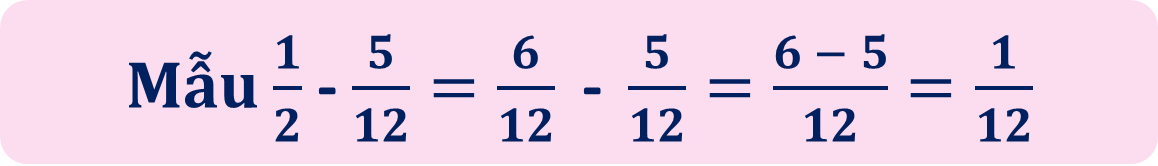 Mẫu 1/2 - 5/12 = 6/12 - 5/12 = (6 – 5)/12 = 1/12